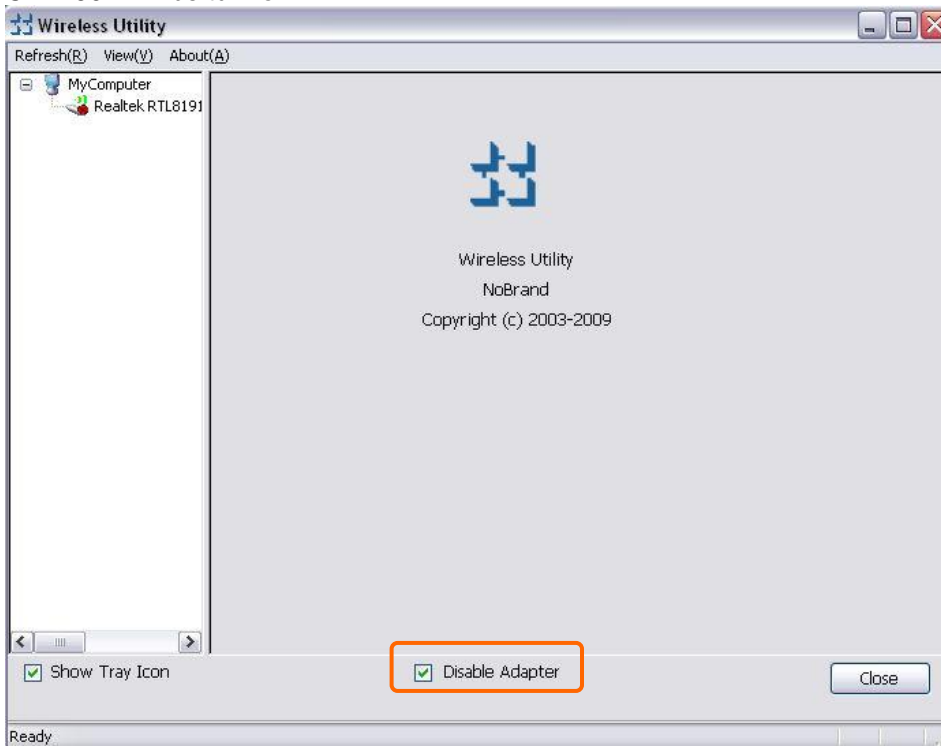 Wireless Utility
Refresh(R) View(V) About(A)
MyComputer
Realtek RTL8191
Wireless Utility
NoBrand
Copyright (c) 2003-2009
Show Tray Icon
Disable Adapter
Close
Ready